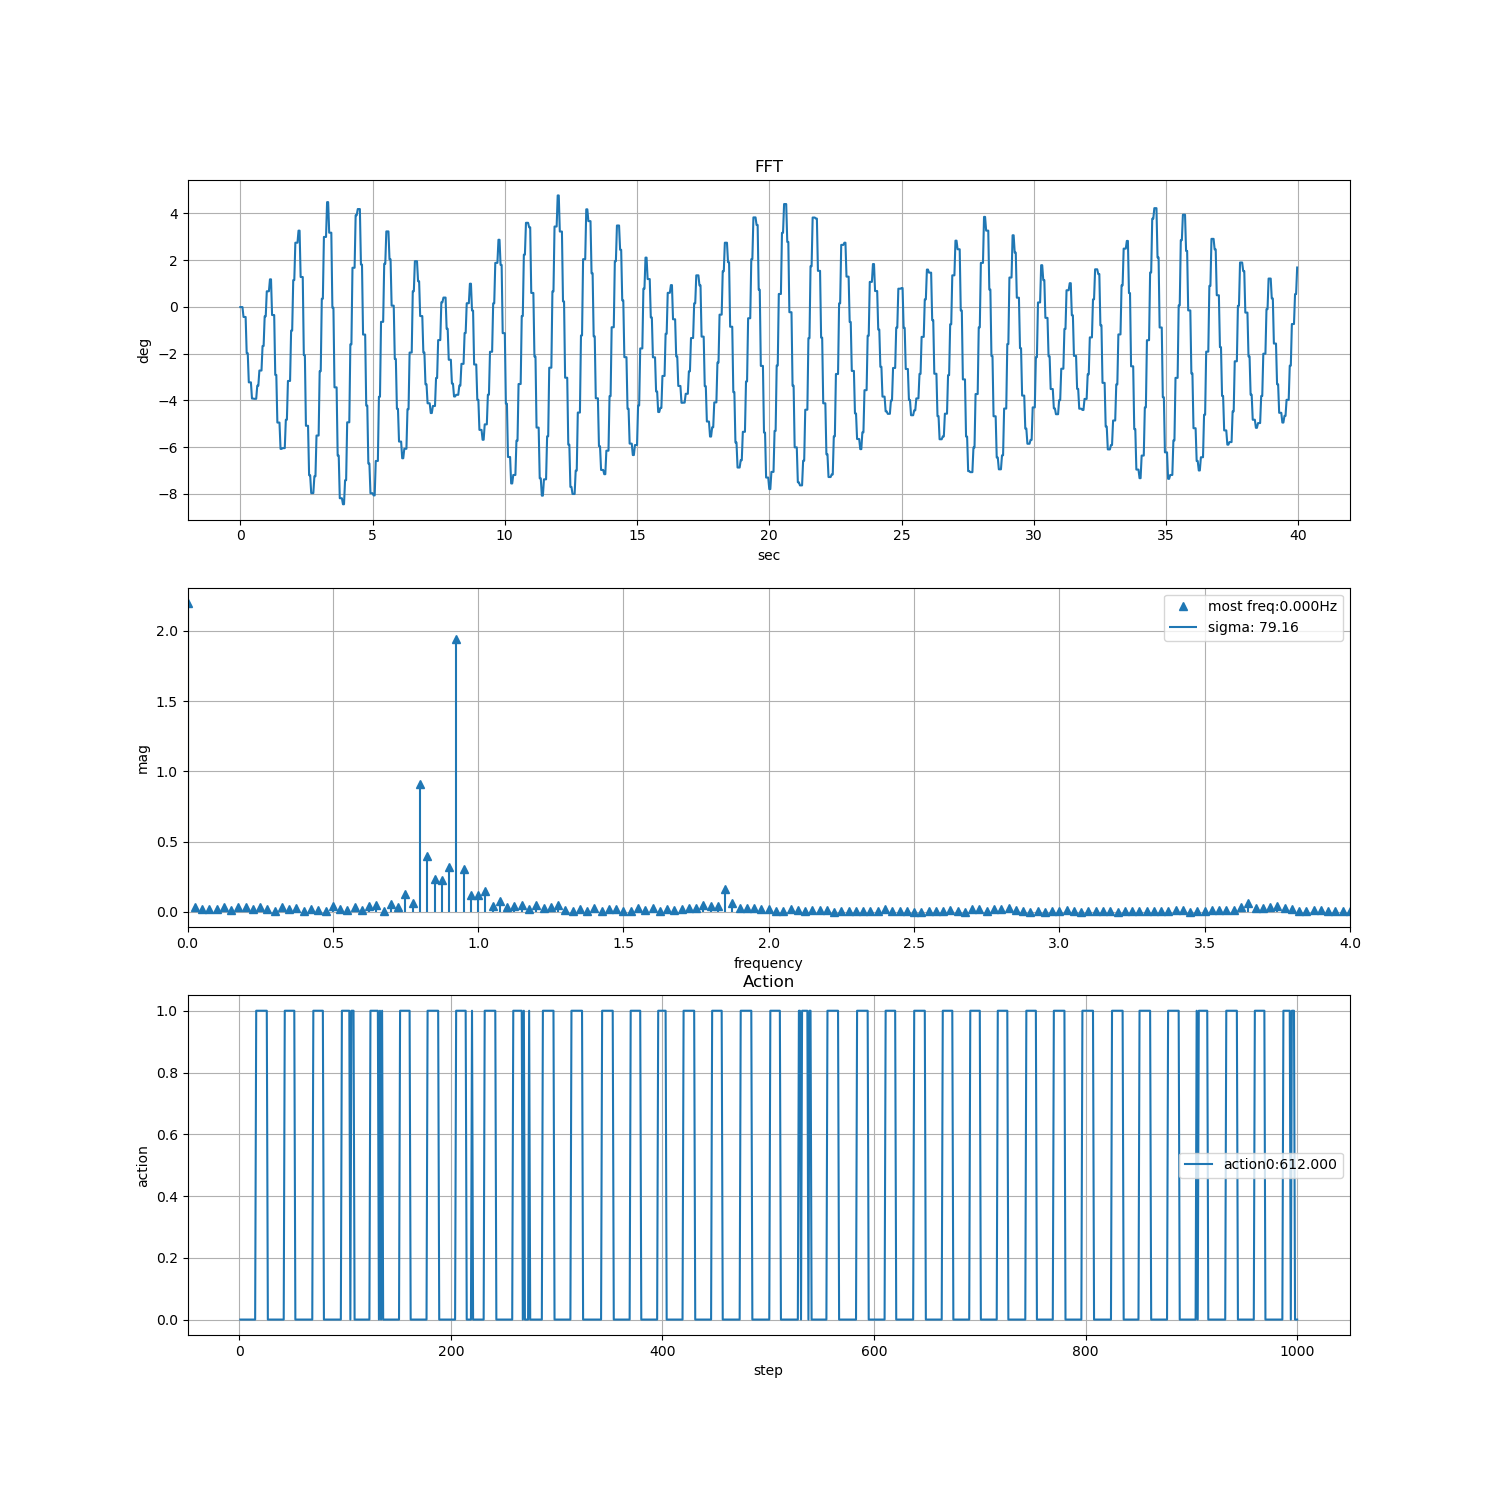 FFT
4
2
0
−2
−4
−6
−8
deg
0 5 10 15 20 25 30 35 40
sec
most freq:0.000Hz
sigma: 79.16
2.0
1.5
1.0
0.5
0.0
mag
0.0 0.5 1.0 1.5 2.0 2.5 3.0 3.5 4.0
frequency
Action
1.0
0.8
0.6
0.4
0.2
0.0
action
action0:612.000
0 200 400 600 800 1000
step